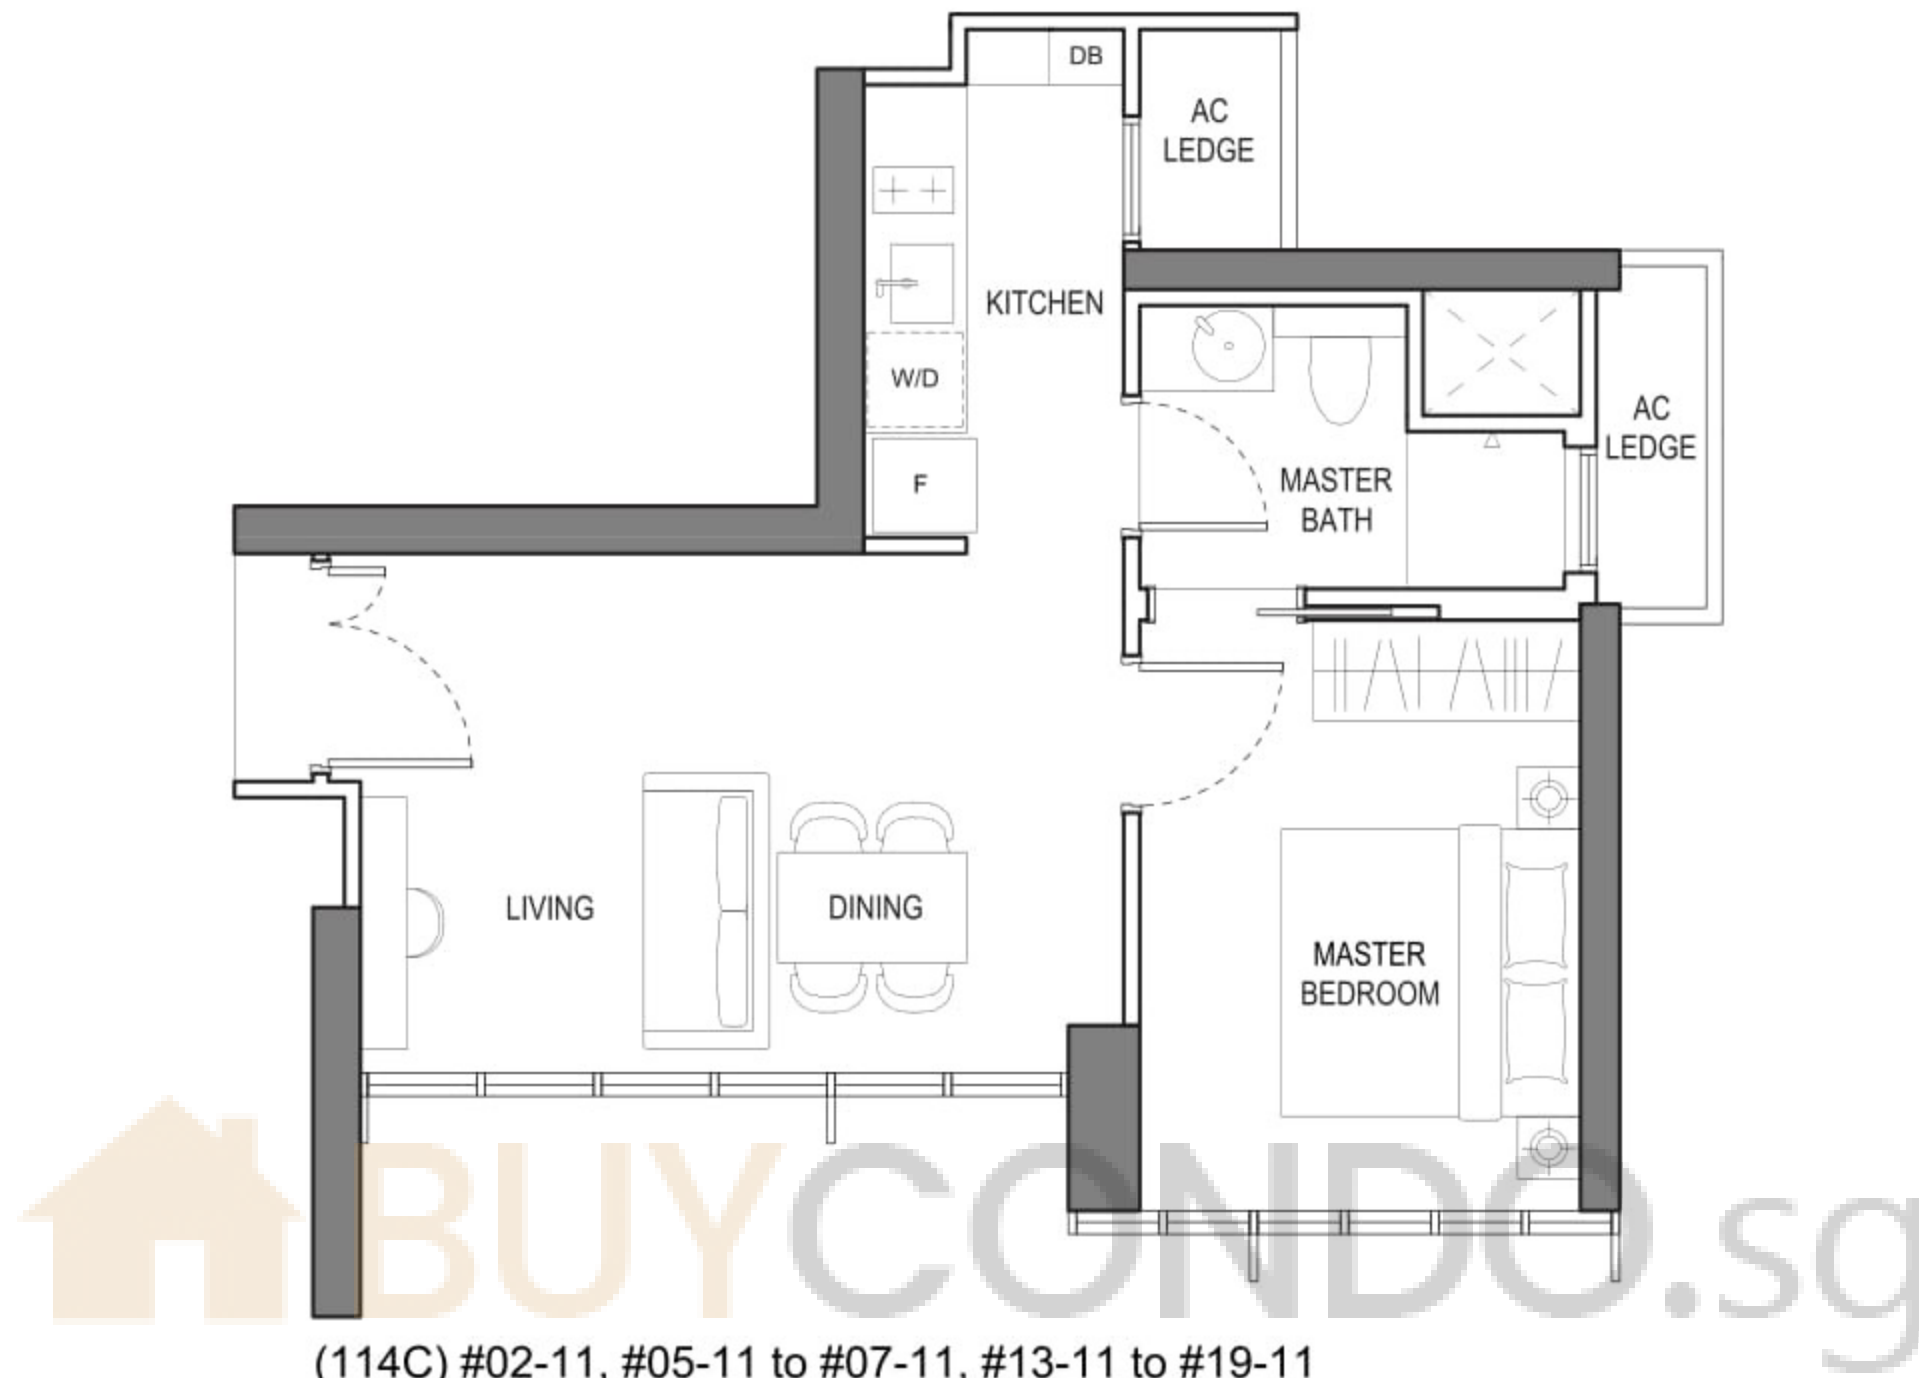 DB
AC
LEDGE
KITCHEN
W/D
AC
LEDGE
F
MASTER
BATH
LIVING
DINING
MASTER
BEDROOM
BUYCONDO.sg
(114C) #02-11, #05-11 to #07-11, #13-11 to #19-11